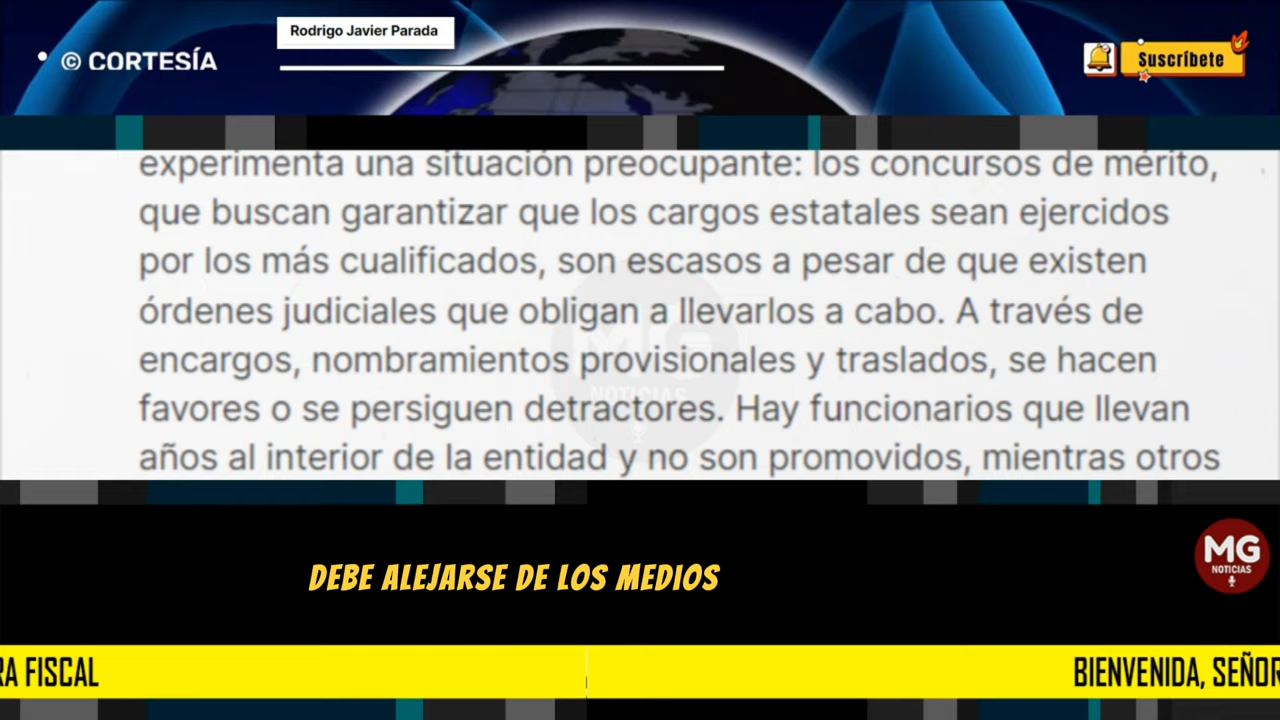 Rodrigo Javier Parada
© CORTESÍA
Suscríbete
experimenta una situación preocupante: los concursos de mérito,
que buscan garantizar que los cargos estatales sean ejercidos
por los más cualificados, son escasos a pesar de que existen
órdenes judiciales que obligan a llevarlos a cabo. A través de
encargos, nombramientos provisionales y traslados, se hacen
favores o se persiguen detractores. Hay funcionarios que llevan
años al interior de la entidad y no son promovidos, mientras otros
MG
NOTICIAS
DEBE ALEJARSE DE LOS MEDIOS
MG
NOTICIAS
RA FISCAL
BIENVENIDA, SEÑOR